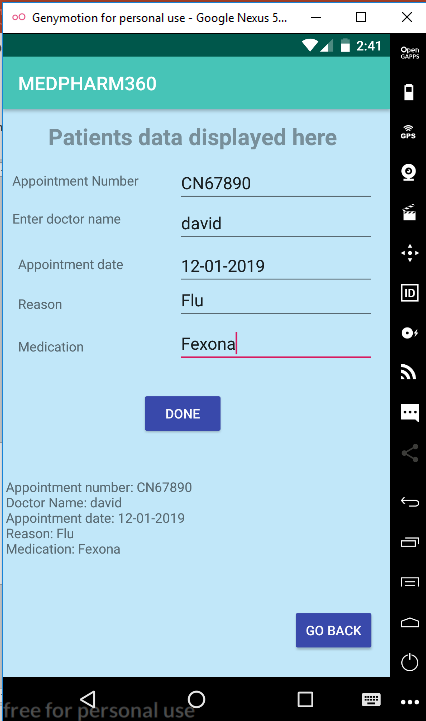 Genymotion for personal use - Google Nexus 5...
2:41
Open
GAPPS
MEDPHARM360
GPS
Patients data displayed here
Appointment Number CN67890
Enter doctor name david
Appointment date 12-01-2019
ID
Reason Flu
Medication Fexona
DONE
Appointment number: CN67890
Doctor Name: david
Appointment date: 12-01-2019
Reason: Flu
Medication: Fexona
GO BACK
free for personal use